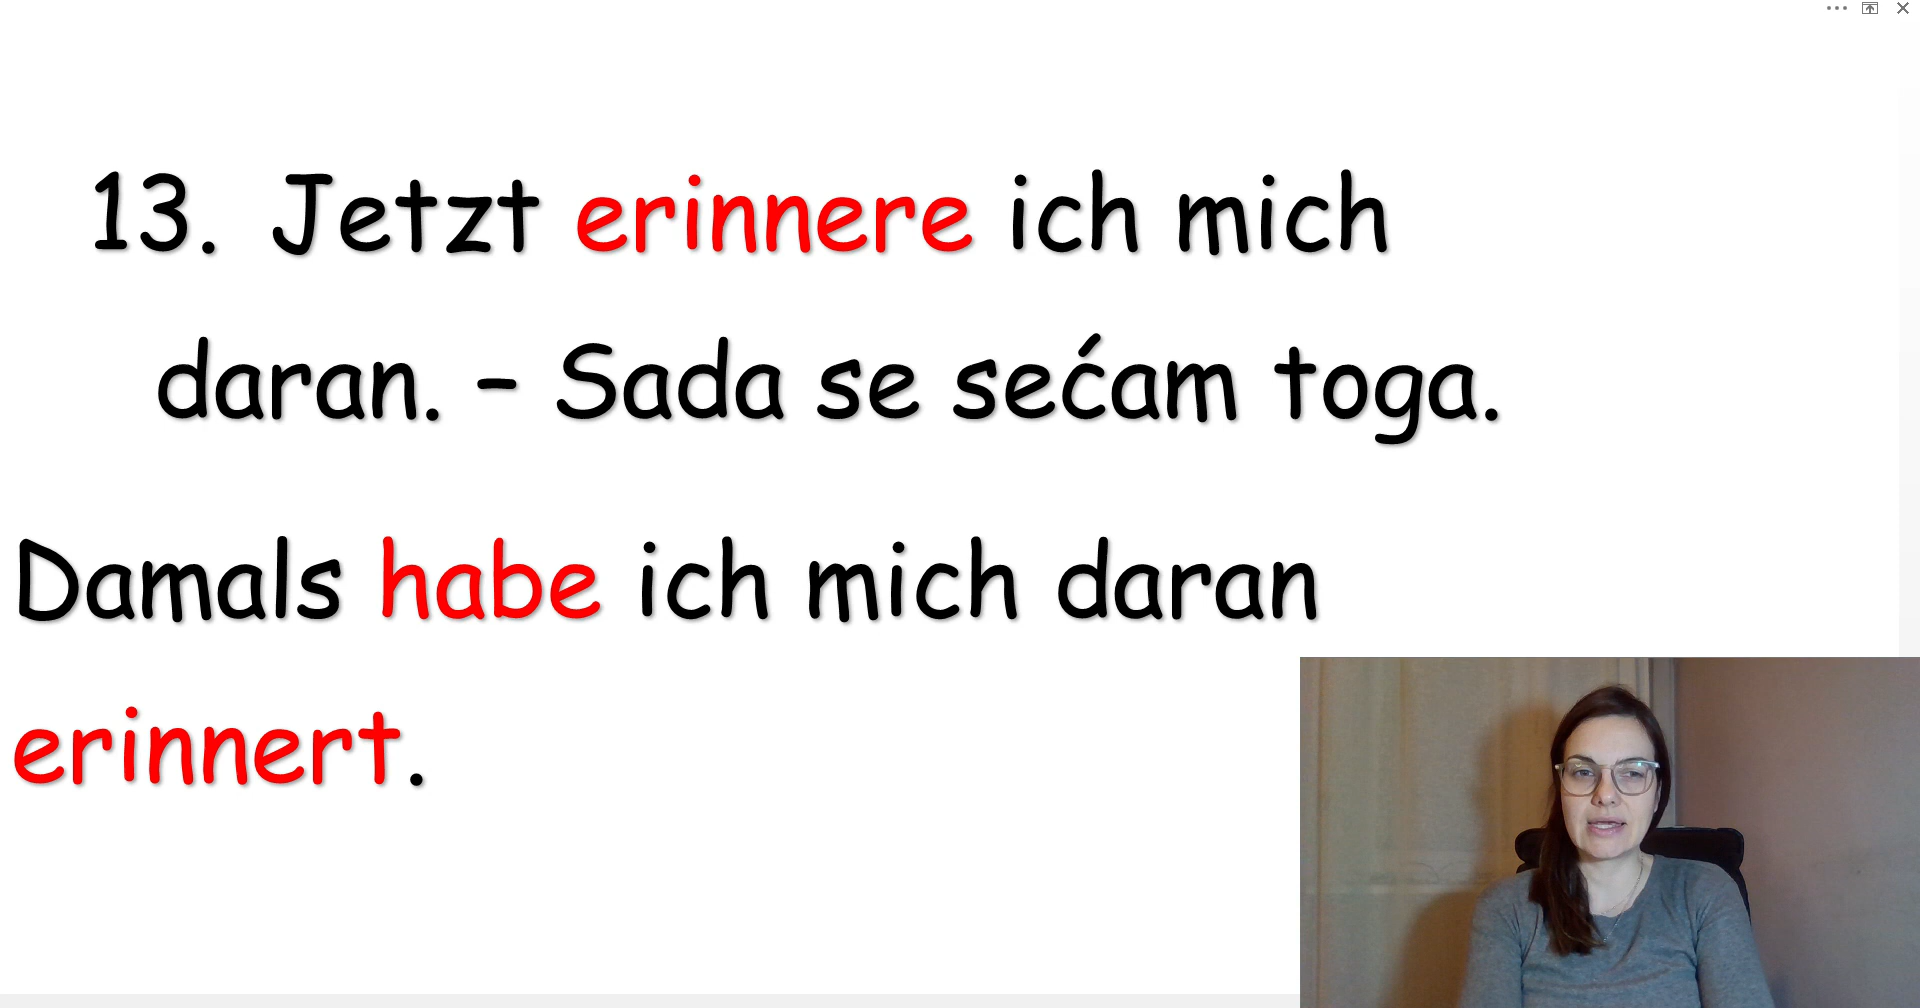 13. Jetzt erinnere ich mich
daran. – Sada se sećam toga.
Damals habe ich mich daran
erinnert.